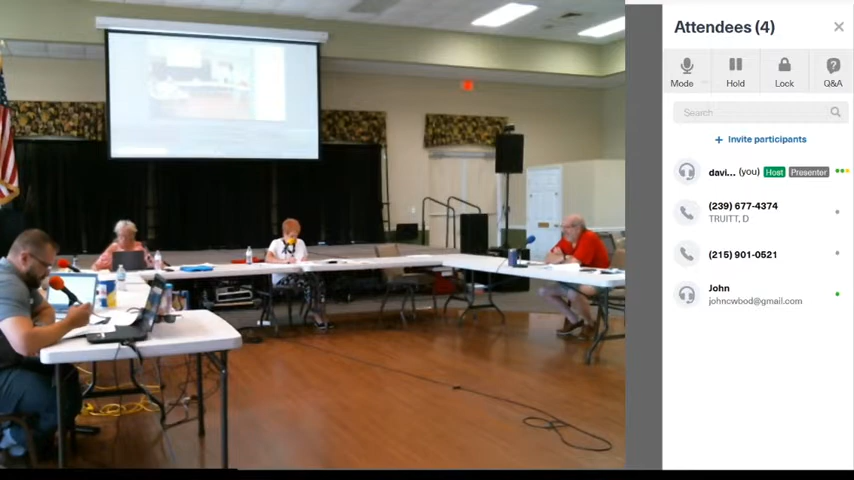 Attendees (4)
Mode
Hold
Lock
Q&A
Search
+ Invite participants
davi... (you) Host Presenter
(239) 677-4374
TRUITT, D
(215) 901-0521
John
johncwbod@gmail.com